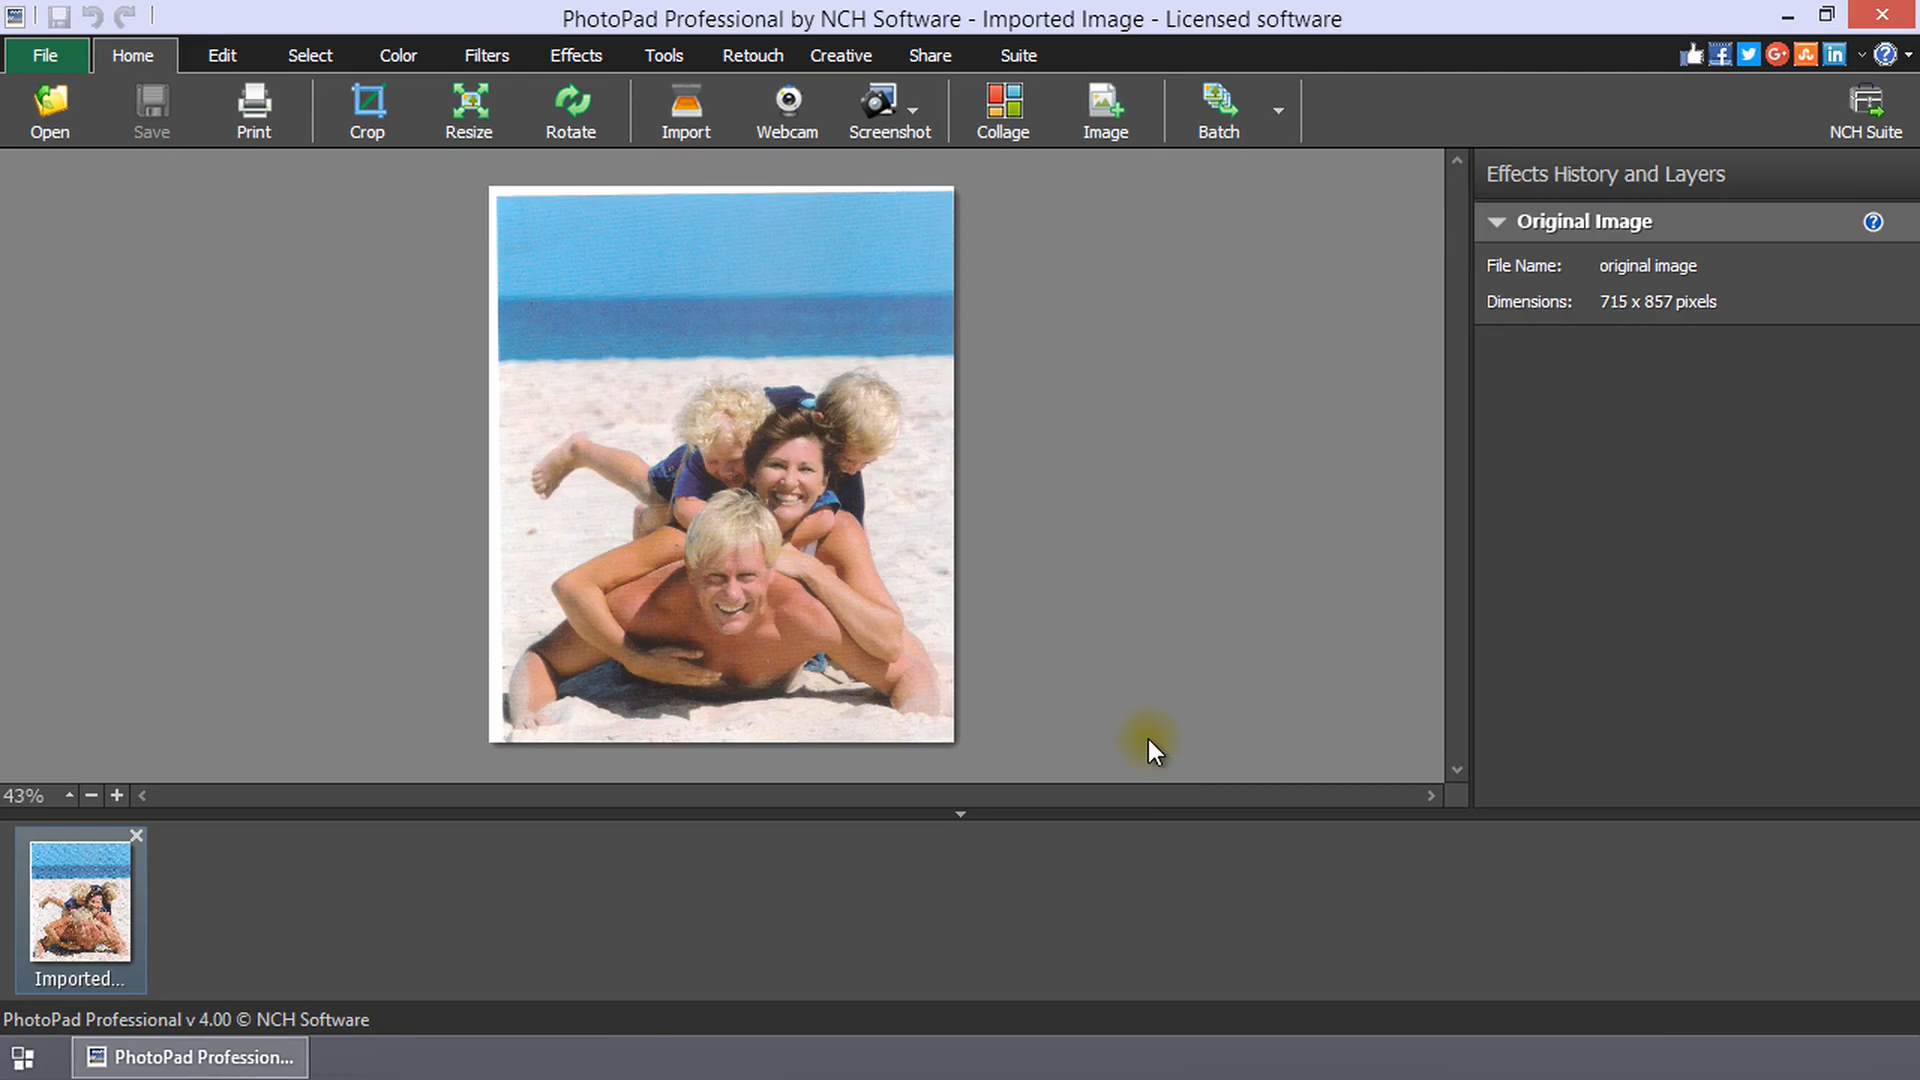 PhotoPad Professional by NCH Software - Imported Image - Licensed software
File Home Edit Select Color Filters Effects Tools Retouch Creative Share Suite
Open Save Print Crop Resize Rotate Import Webcam Screenshot Collage Image Batch NCH Suite
Effects History and Layers
Original Image
File Name: original image
Dimensions: 715 x 857 pixels
43%
Imported...
PhotoPad Professional v 4.00 © NCH Software
PhotoPad Profession...